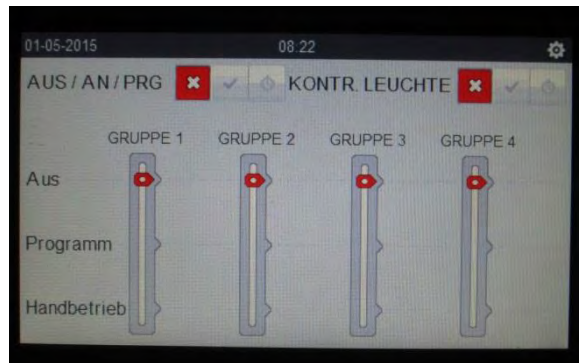 01-05-2015 08:22
AUS / AN / PRG KONTR. LEUCHTE
GRUPPE 1 GRUPPE 2 GRUPPE 3 GRUPPE 4
Aus
Programm
Handbetrieb